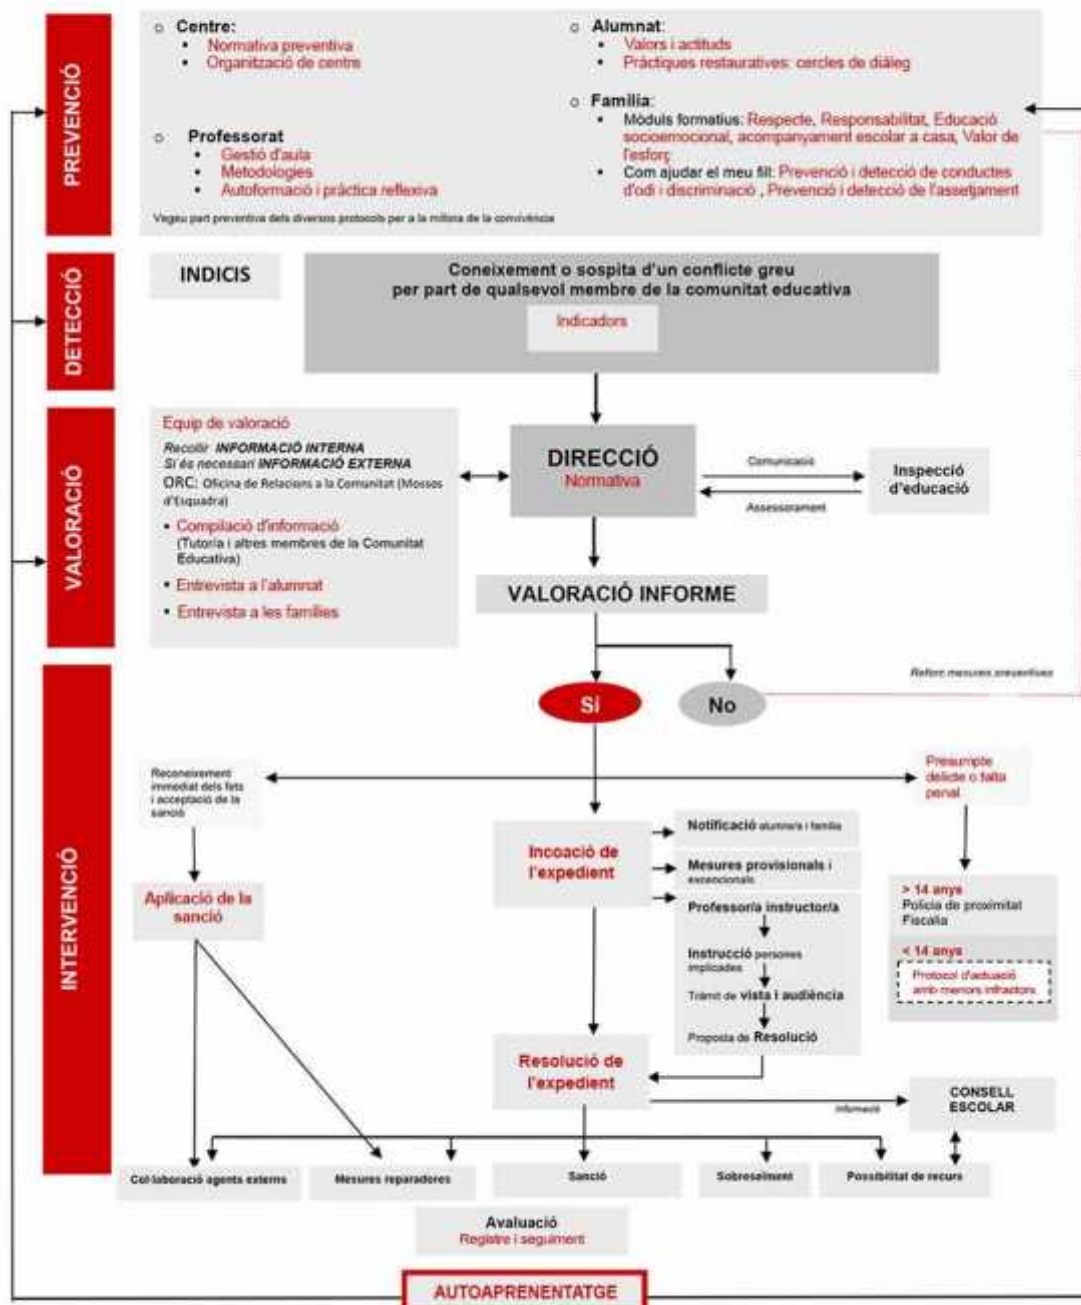 PREVENCIÓ
Centre:
Normativa preventiva
Organització de centre
Professorat
Gestió d'aula
Metodologies
Autoformació i pràctica reflexiva
Alumnat:
Valors i actituds
Pràctiques restauratives: cercles de diàleg
Família:
Mòduls formatius: Respecte, Responsabilitat, Educació
socioemocional, acompanyament escolar a casa, Valor de
l'esforç
Com ajudar el meu fill: Prevenció i detecció de conductes
d'odi i discriminació , Prevenció i detecció de l'assetjament
Vegeu part preventiva dels diversos protocols per a la millora de la convivència
DETECCIÓ
INDICIS
Coneixement o sospita d'un conflicte greu
per part de qualsevol membre de la comunitat educativa
Indicadors
VALORACIÓ
Equip de valoració
Recollir INFORMACIÓ INTERNA
Si és necessari INFORMACIÓ EXTERNA
ORC: Oficina de Relacions a la Comunitat (Mossos
d'Esquadra)
Compilació d'informació
(Tutoria i altres membres de la Comunitat
Educativa)
Entrevista a l'alumnat
Entrevista a les famílies
DIRECCIÓ
Normativa
Comunicació
Assessorament
Inspecció
d'educació
VALORACIÓ INFORME
Sí
No
Reforç mesures preventives
INTERVENCIÓ
Reconeixement
immediat dels fets
i acceptació de la
sanció
Aplicació de la
sanció
Incoació de
l'expedient
Notificació alumne/a i família
Mesures provisionals i
excepcionals
Professor/a instructor/a
Instrucció persones
implicades
Tràmit de vista i audiència
Proposta de Resolució
Presumpte
delicte o falta
penal
> 14 anys
Policia de proximitat
Fiscalia
< 14 anys
Protocol d'actuació
amb menors infractors
Resolució de
l'expedient
Informació
CONSELL
ESCOLAR
Col·laboració agents externs
Mesures reparadores
Sanció
Sobreseïment
Possibilitat de recurs
Avaluació
Registre i seguiment
AUTOAPRENENTATGE